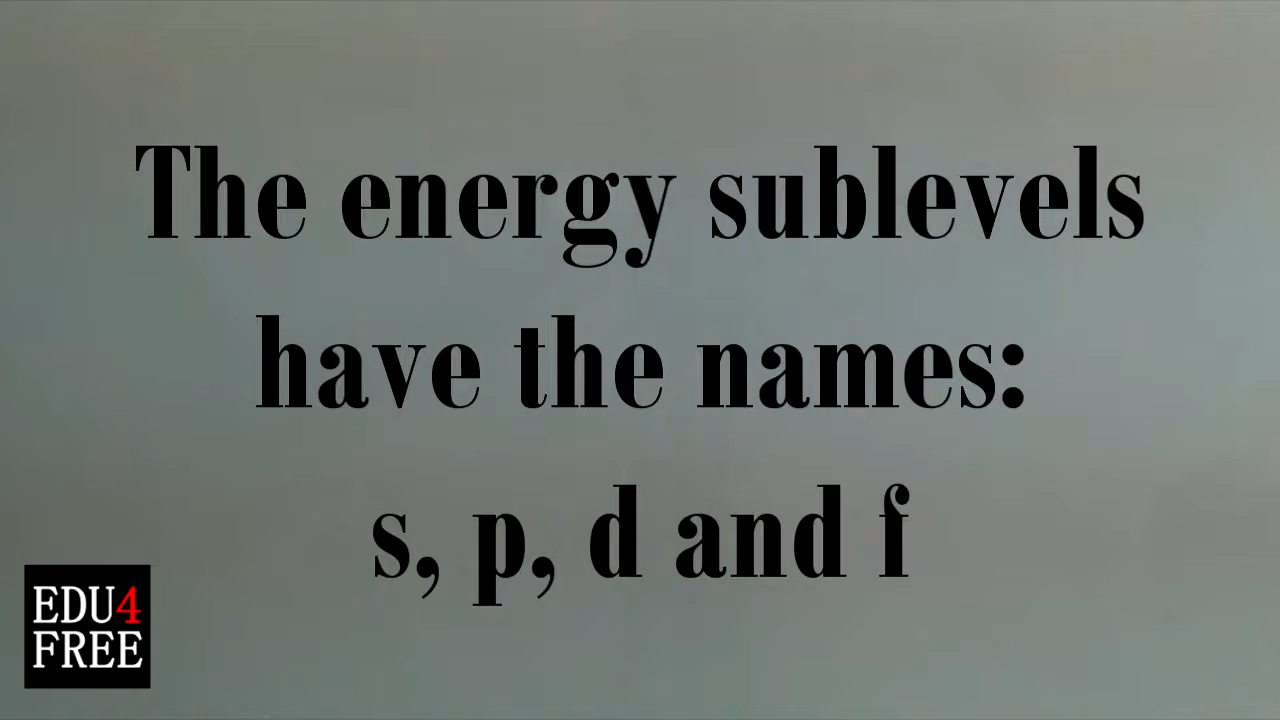 The energy sublevels
have the names:
s, p, d and f
EDU4
FREE